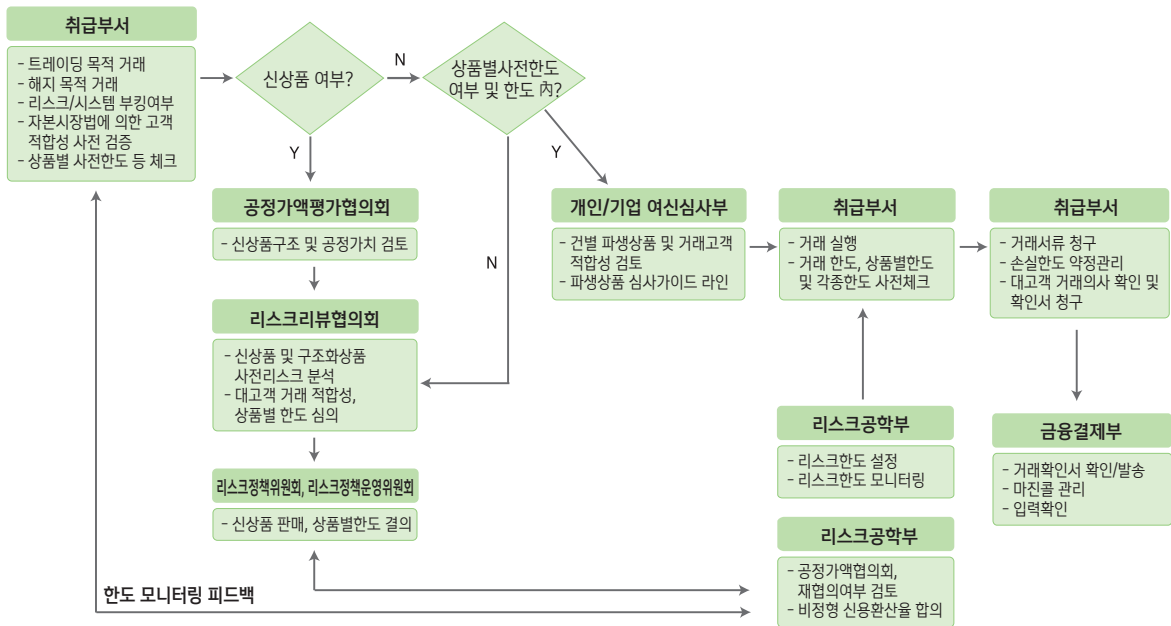 취급부서
- 트레이딩 목적 거래
- 해지 목적 거래
- 리스크/시스템 부킹여부
- 자본시장법에 의한 고객
적합성 사전 검증
- 상품별 사전한도 등 체크
신상품 여부?
N
상품별사전한도
여부 및 한도 內?
Y
Y
N
공정가액평가협의회
- 신상품구조 및 공정가치 검토
리스크리뷰협의회
- 신상품 및 구조화상품
사전리스크 분석
- 대고객 거래 적합성,
상품별 한도 심의
리스크정책위원회, 리스크정책운영위원회
- 신상품 판매, 상품별한도 결의
개인/기업 여신심사부
- 건별 파생상품 및 거래고객
적합성 검토
- 파생상품 심사가이드 라인
취급부서
- 거래 실행
- 거래 한도, 상품별한도
및 각종한도 사전체크
취급부서
- 거래서류 청구
- 손실한도 약정관리
- 대고객 거래의사 확인 및
확인서 청구
리스크공학부
- 리스크한도 설정
- 리스크한도 모니터링
금융결제부
- 거래확인서 확인/발송
- 마진콜 관리
- 입력확인
리스크공학부
- 공정가액협의회,
재협의여부 검토
- 비정형 신용환산율 합의
한도 모니터링 피드백